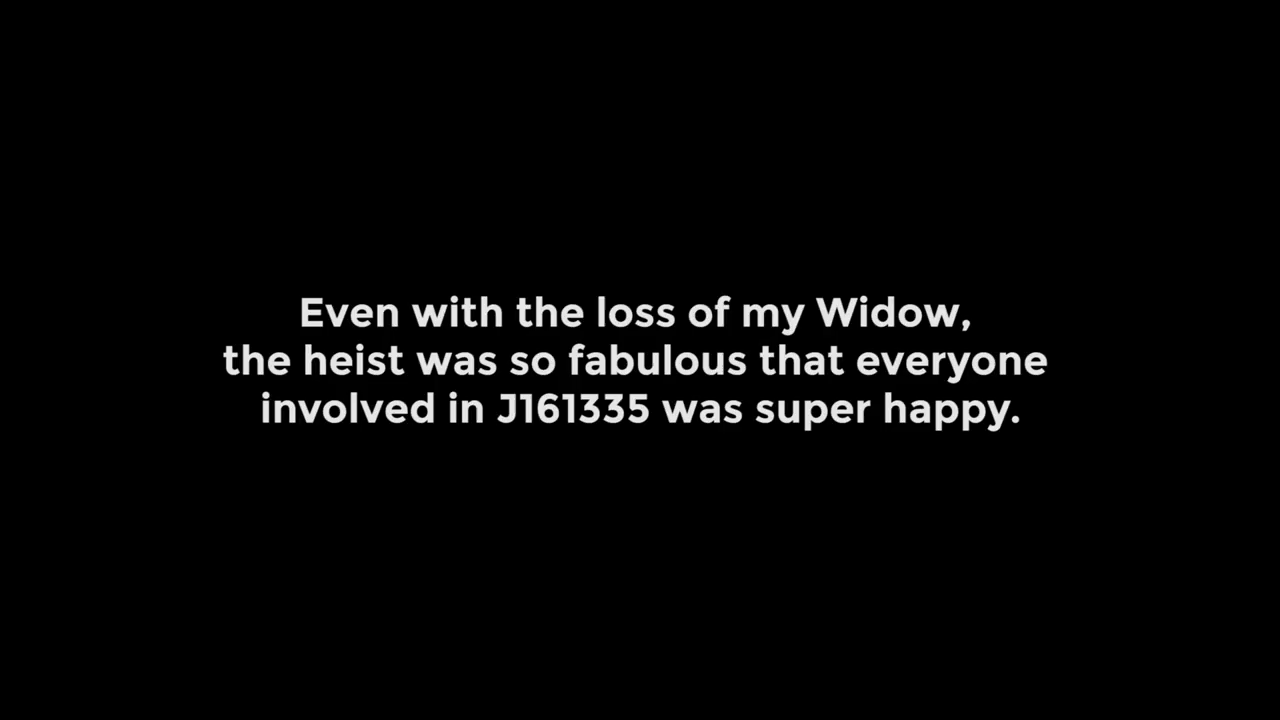 Even with the loss of my Widow,
the heist was so fabulous that everyone
involved in J161335 was super happy.